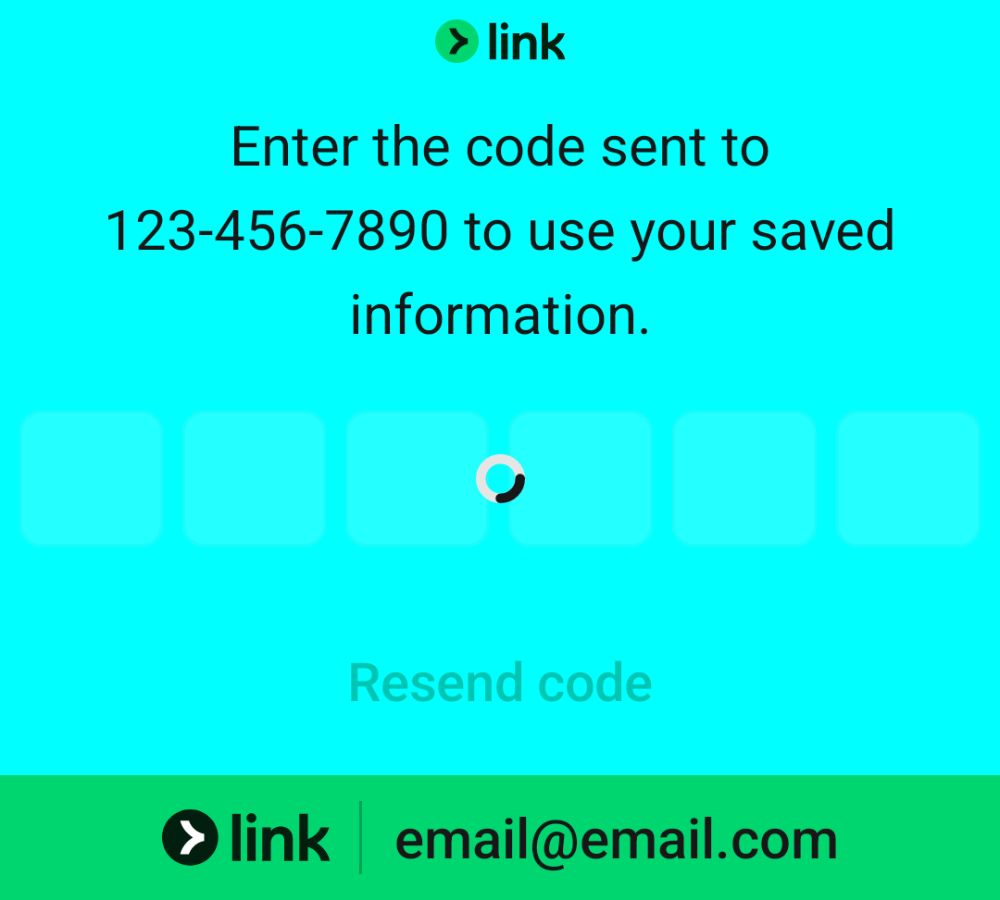 link
Enter the code sent to
123-456-7890 to use your saved
information.
Resend code
link email@email.com